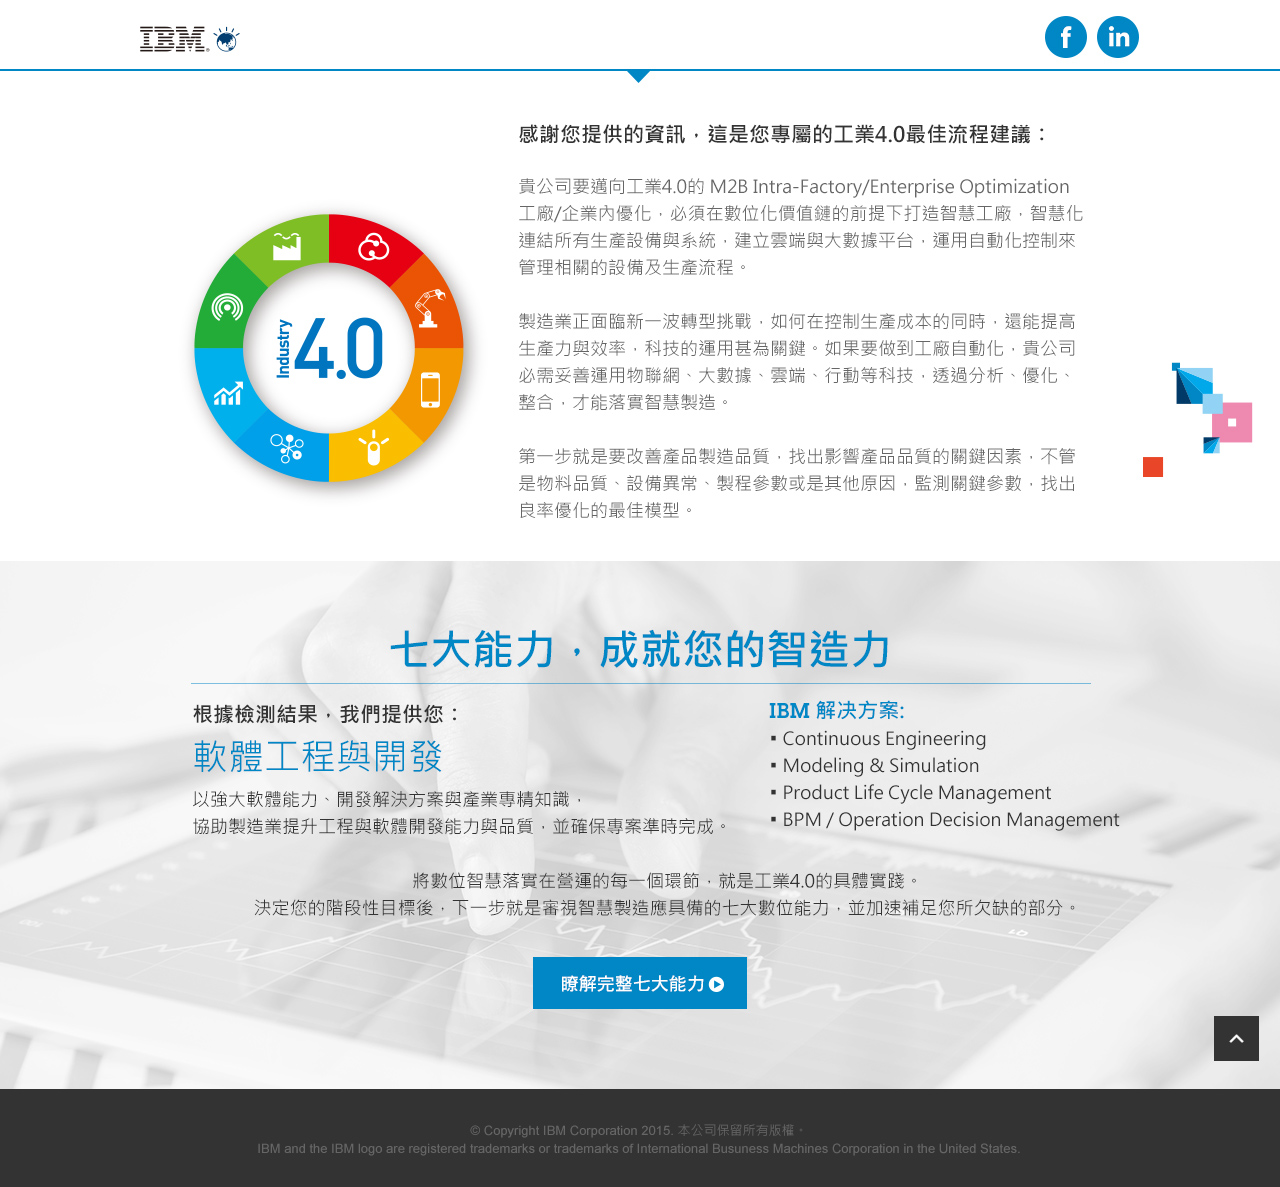 IBM®
f
in
感謝您提供的資訊，這是您專屬的工業4.0最佳流程建議：
貴公司要邁向工業4.0的 M2B Intra-Factory/Enterprise Optimization
工廠/企業內優化，必須在數位化價值鏈的前提下打造智慧工廠，智慧化
連結所有生產設備與系統，建立雲端與大數據平台，運用自動化控制來
管理相關的設備及生產流程。
Industry
4.0
製造業正面臨新一波轉型挑戰，如何在控制生產成本的同時，還能提高
生產力與效率，科技的運用甚為關鍵。如果要做到工廠自動化，貴公司
必需妥善運用物聯網、大數據、雲端、行動等科技，透過分析、優化、
整合，才能落實智慧製造。
第一步就是要改善產品製造品質，找出影響產品品質的關鍵因素，不管
是物料品質、設備異常、製程參數或是其他原因，監測關鍵參數，找出
良率優化的最佳模型。
七大能力，成就您的智造力
根據檢測結果，我們提供您：
軟體工程與開發
以強大軟體能力、開發解決方案與產業專精知識，
協助製造業提升工程與軟體開發能力與品質，並確保專案準時完成。
IBM 解決方案:
▪ Continuous Engineering
▪ Modeling & Simulation
▪ Product Life Cycle Management
▪ BPM / Operation Decision Management
將數位智慧落實在營運的每一個環節，就是工業4.0的具體實踐。
決定您的階段性目標後，下一步就是審視智慧製造應具備的七大數位能力，並加速補足您所欠缺的部分。
瞭解完整七大能力
© Copyright IBM Corporation 2015. 本公司保留所有版權。
IBM and the IBM logo are registered trademarks or trademarks of International Busuness Machines Corporation in the United States.